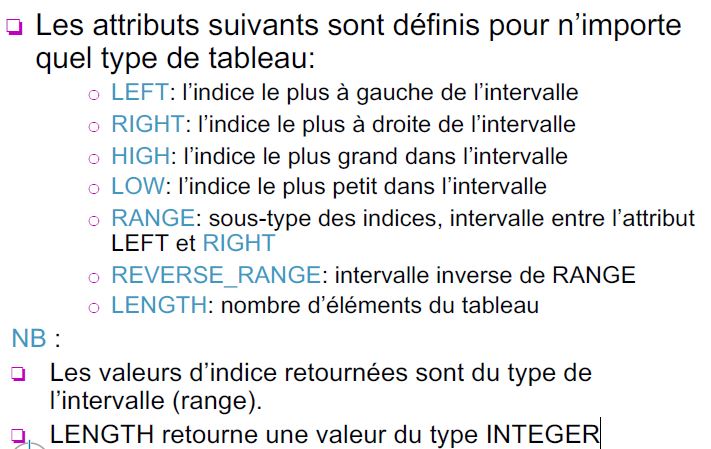 Les attributs suivants sont définis pour n’importe
quel type de tableau:
LEFT: l’indice le plus à gauche de l’intervalle
RIGHT: l’indice le plus à droite de l’intervalle
HIGH: l’indice le plus grand dans l’intervalle
LOW: l’indice le plus petit dans l’intervalle
RANGE: sous-type des indices, intervalle entre l’attribut
LEFT et RIGHT
REVERSE_RANGE: intervalle inverse de RANGE
LENGTH: nombre d’éléments du tableau
NB :
Les valeurs d’indice retournées sont du type de
l’intervalle (range).
LENGTH retourne une valeur du type INTEGER